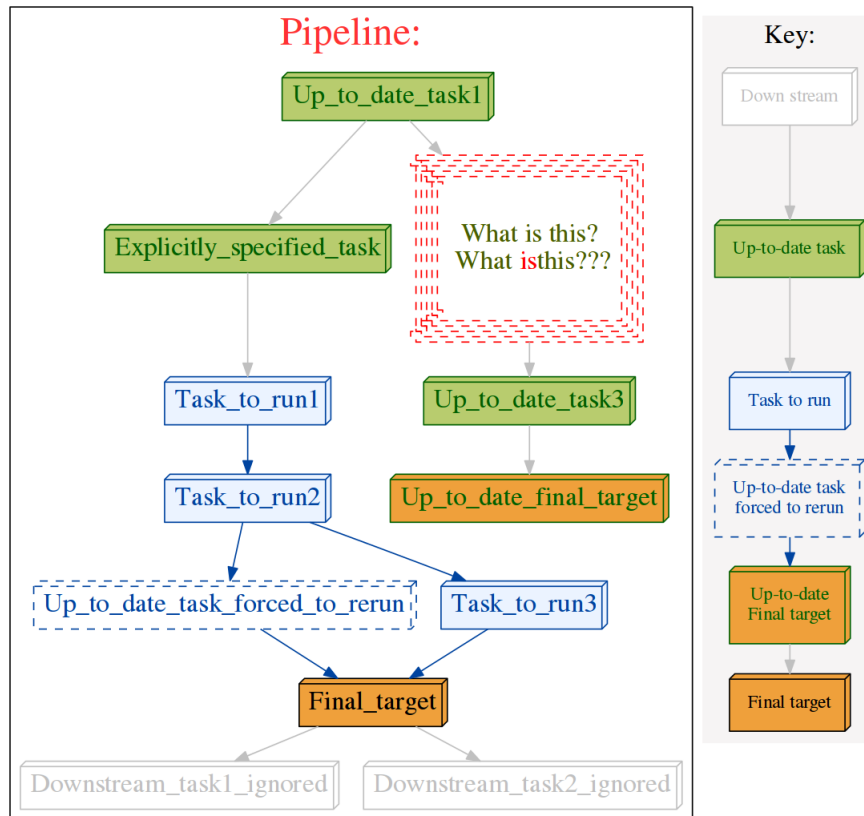 Pipeline:
Up_to_date_task1
Explicitly_specified_task
What is this?
What isthis???
Task_to_run1
Up_to_date_task3
Task_to_run2
Up_to_date_final_target
Up_to_date_task_forced_to_rerun
Task_to_run3
Final_target
Downstream_task1_ignored
Downstream_task2_ignored
Key:
Down stream
Up-to-date task
Task to run
Up-to-date task
forced to rerun
Up-to-date
Final target
Final target